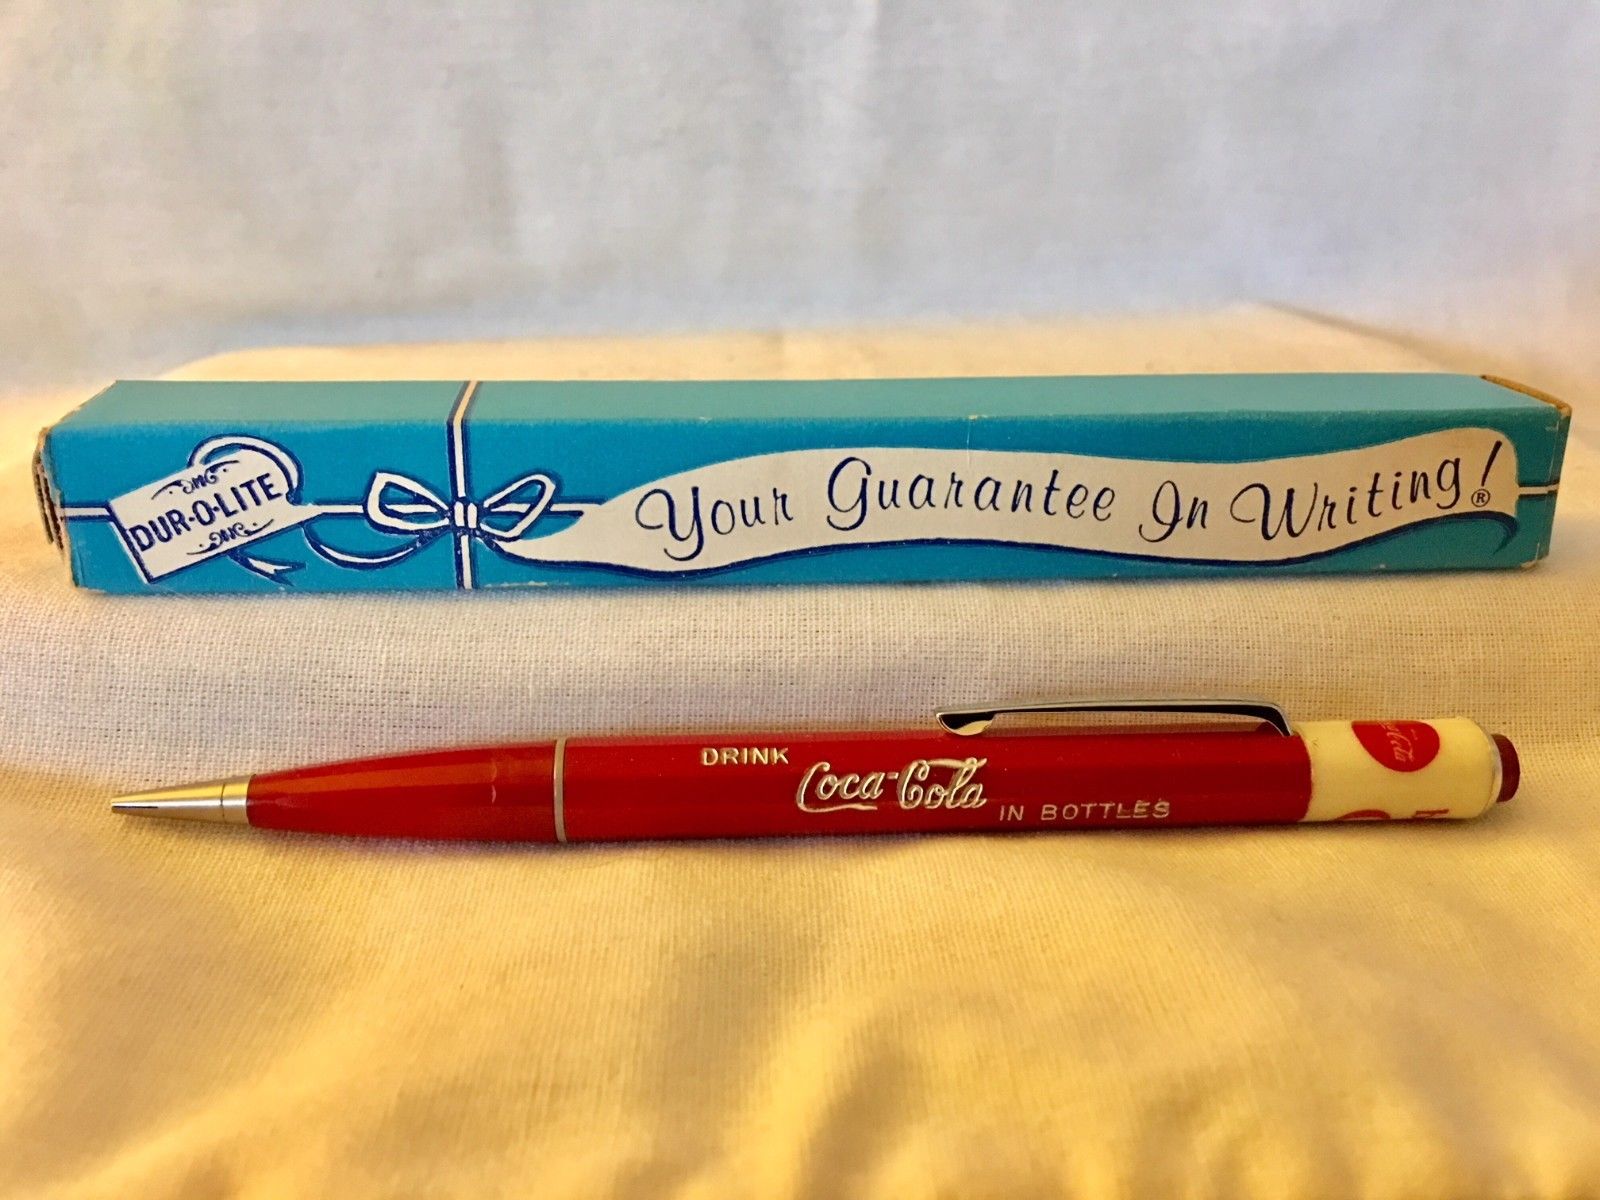 DUR-O-LITE
Your Guarantee In Writing! ®
DRINK
Coca-Cola
IN BOTTLES